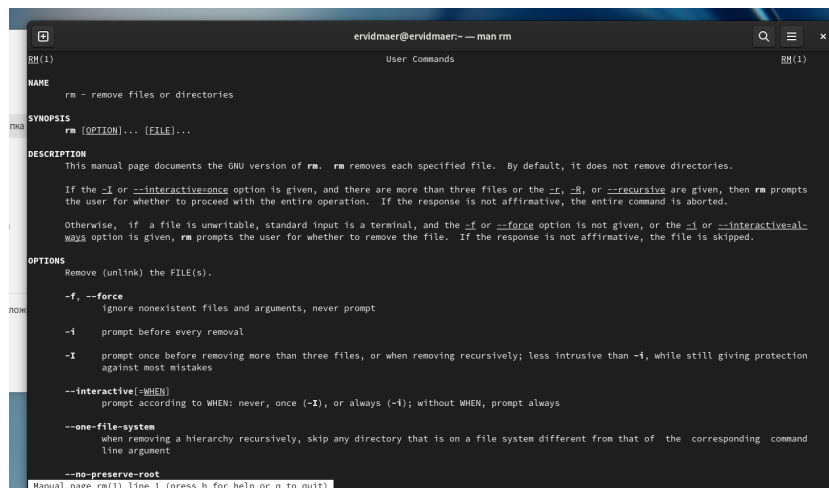 ervidmaer@ervidmaer:~ — man rm
RM(1) User Commands RM(1)
NAME
rm - remove files or directories
SYNOPSIS
rm [OPTION]... [FILE]...
DESCRIPTION
This manual page documents the GNU version of rm. rm removes each specified file. By default, it does not remove directories.
If the -I or --interactive=once option is given, and there are more than three files or the -r, -R, or --recursive are given, then rm prompts
the user for whether to proceed with the entire operation. If the response is not affirmative, the entire command is aborted.
Otherwise, if a file is unwritable, standard input is a terminal, and the -f or --force option is not given, or the -i or --interactive=al-
ways option is given, rm prompts the user for whether to remove the file. If the response is not affirmative, the file is skipped.
OPTIONS
Remove (unlink) the FILE(s).
-f, --force
ignore nonexistent files and arguments, never prompt
-i prompt before every removal
-I prompt once before removing more than three files, or when removing recursively; less intrusive than -i, while still giving protection
against most mistakes
--interactive[=WHEN]
prompt according to WHEN: never, once (-I), or always (-i); without WHEN, prompt always
--one-file-system
when removing a hierarchy recursively, skip any directory that is on a file system different from that of the corresponding command
line argument
--no-preserve-root
Manual page rm(1) line 1 (press h for help or q to quit)